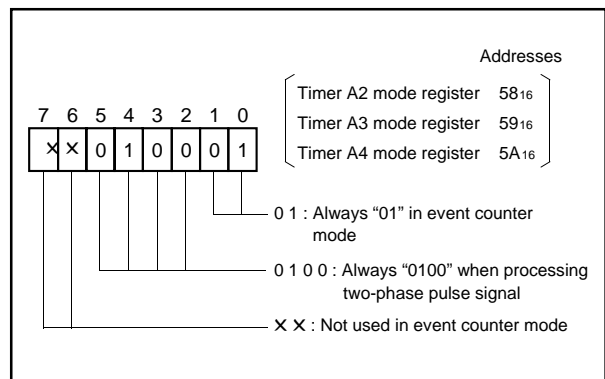 Addresses
Timer A2 mode register 58₁₆
Timer A3 mode register 59₁₆
Timer A4 mode register 5A₁₆
7 6 5 4 3 2 1 0
× × 0 1 0 0 0 1
0 1 : Always “01” in event counter
mode
0 1 0 0 : Always “0100” when processing
two-phase pulse signal
× × : Not used in event counter mode